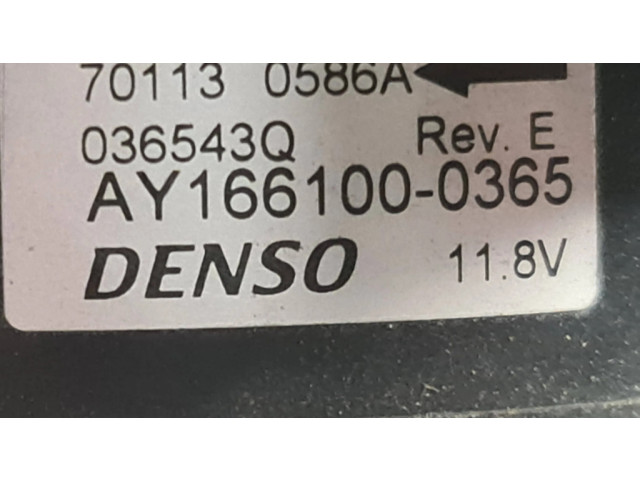 70113 0586A
036543Q Rev. E
AY166100-0365
DENSO 11.8V